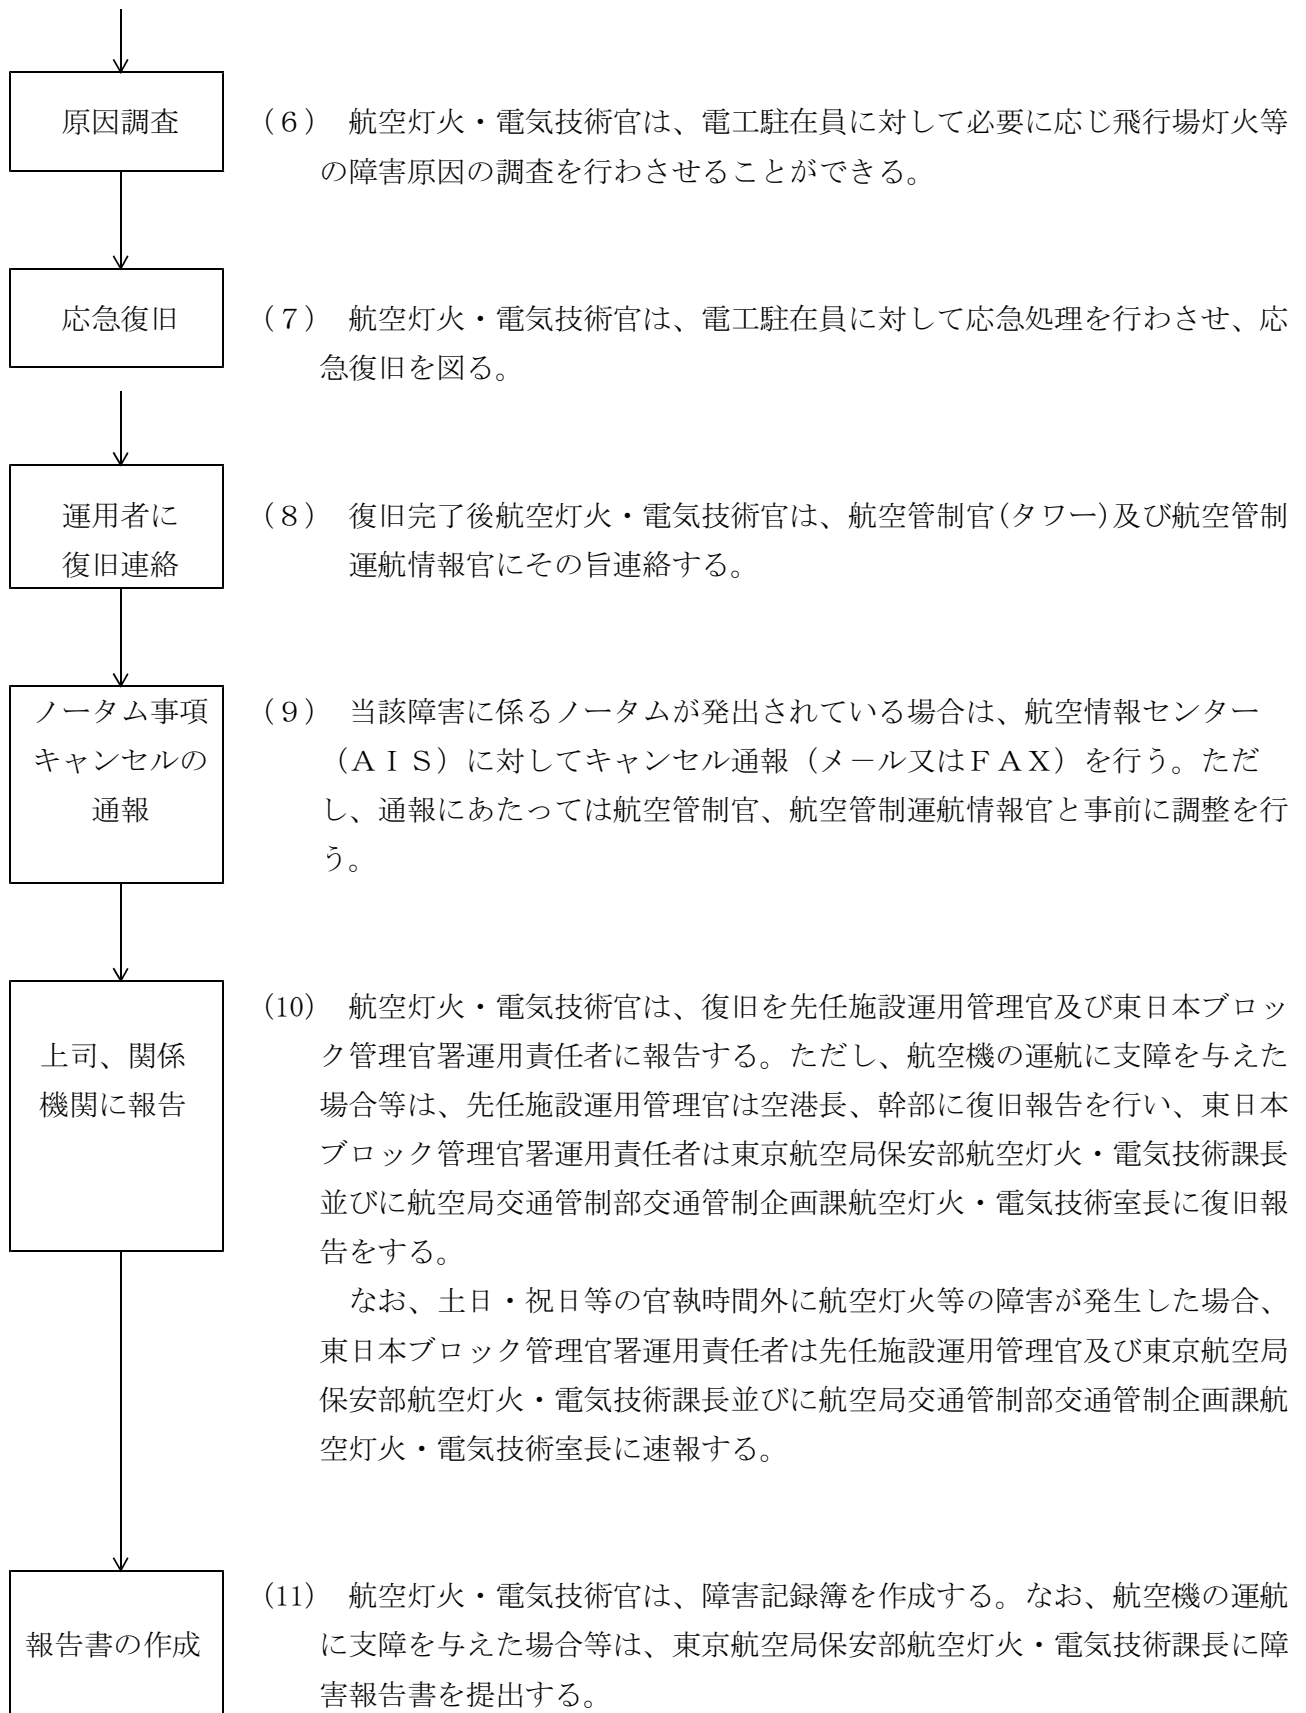 原因調査
(６) 航空灯火・電気技術官は、電工駐在員に対して必要に応じ飛行場灯火等
の障害原因の調査を行わさせることができる。
応急復旧
(７) 航空灯火・電気技術官は、電工駐在員に対して応急処理を行わさせ、応
急復旧を図る。
運用者に
復旧連絡
(８) 復旧完了後航空灯火・電気技術官は、航空管制官(タワー)及び航空管制
運航情報官にその旨連絡する。
ノータム事項
キャンセルの
通報
(９) 当該障害に係るノータムが発出されている場合は、航空情報センター
（ＡＩＳ）に対してキャンセル通報（メール又はＦＡＸ）を行う。ただ
し、通報にあたっては航空管制官、航空管制運航情報官と事前に調整を行
う。
上司、関係
機関に報告
(10) 航空灯火・電気技術官は、復旧を先任施設運用管理官及び東日本ブロッ
ク管理官署運用責任者に報告する。ただし、航空機の運航に支障を与えた
場合等は、先任施設運用管理官は空港長、幹部に復旧報告を行い、東日本
ブロック管理官署運用責任者は東京航空局保安部航空灯火・電気技術課長
並びに航空局交通管制部交通管制企画課航空灯火・電気技術室長に復旧報
告をする。
なお、土日・祝日等の官執時間外に航空灯火等の障害が発生した場合、
東日本ブロック管理官署運用責任者は先任施設運用管理官及び東京航空局
保安部航空灯火・電気技術課長並びに航空局交通管制部交通管制企画課航
空灯火・電気技術室長に速報する。
報告書の作成
(11) 航空灯火・電気技術官は、障害記録簿を作成する。なお、航空機の運航
に支障を与えた場合等は、東京航空局保安部航空灯火・電気技術課長に障
害報告書を提出する。